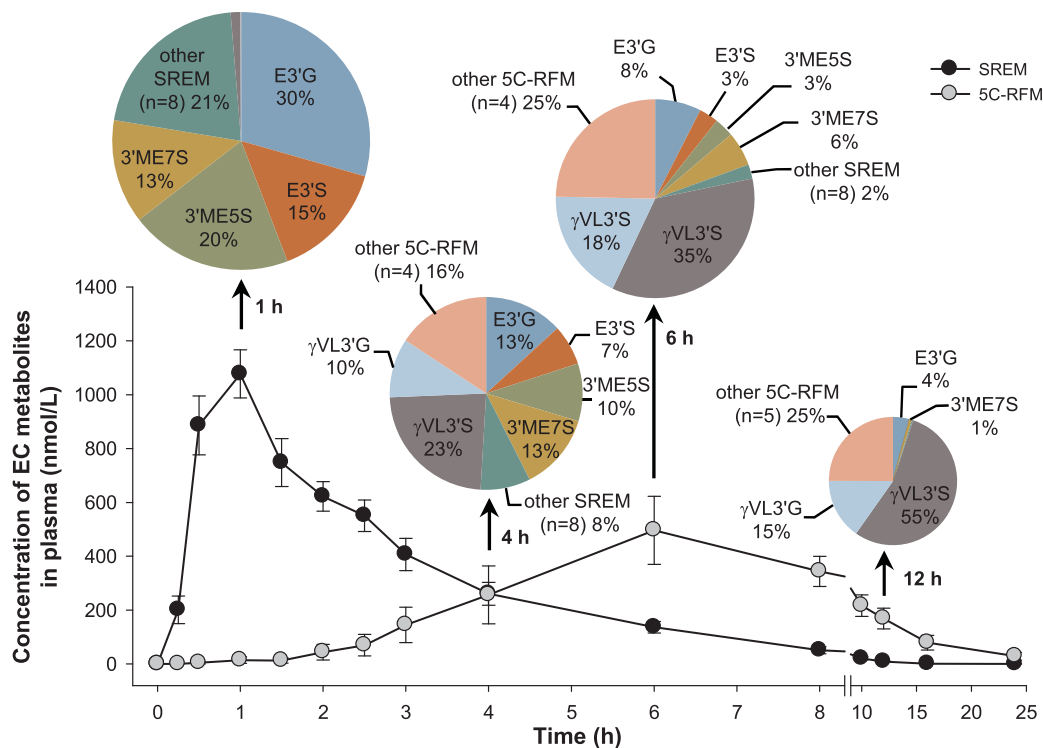 other
SREM
(n=8) 21%
E3'G
30%
3'ME7S
13%
E3'S
15%
3'ME5S
20%
1 h
other 5C-RFM
(n=4) 25%
E3'G
8%
E3'S
3%
3'ME5S
3%
3'ME7S
6%
other SREM
(n=8) 2%
γVL3'S
18%
γVL3'S
35%
6 h
SREM
5C-RFM
other 5C-RFM
(n=4) 16%
E3'G
13%
E3'S
7%
γVL3'G
10%
3'ME5S
10%
γVL3'S
23%
3'ME7S
13%
other SREM
(n=8) 8%
4 h
other 5C-RFM
(n=5) 25%
E3'G
4%
3'ME7S
1%
γVL3'G
15%
γVL3'S
55%
12 h
Concentration of EC metabolites
in plasma (nmol/L)
1400
1200
1000
800
600
400
200
0
0 1 2 3 4 5 6 7 8 10 15 20 25
Time (h)